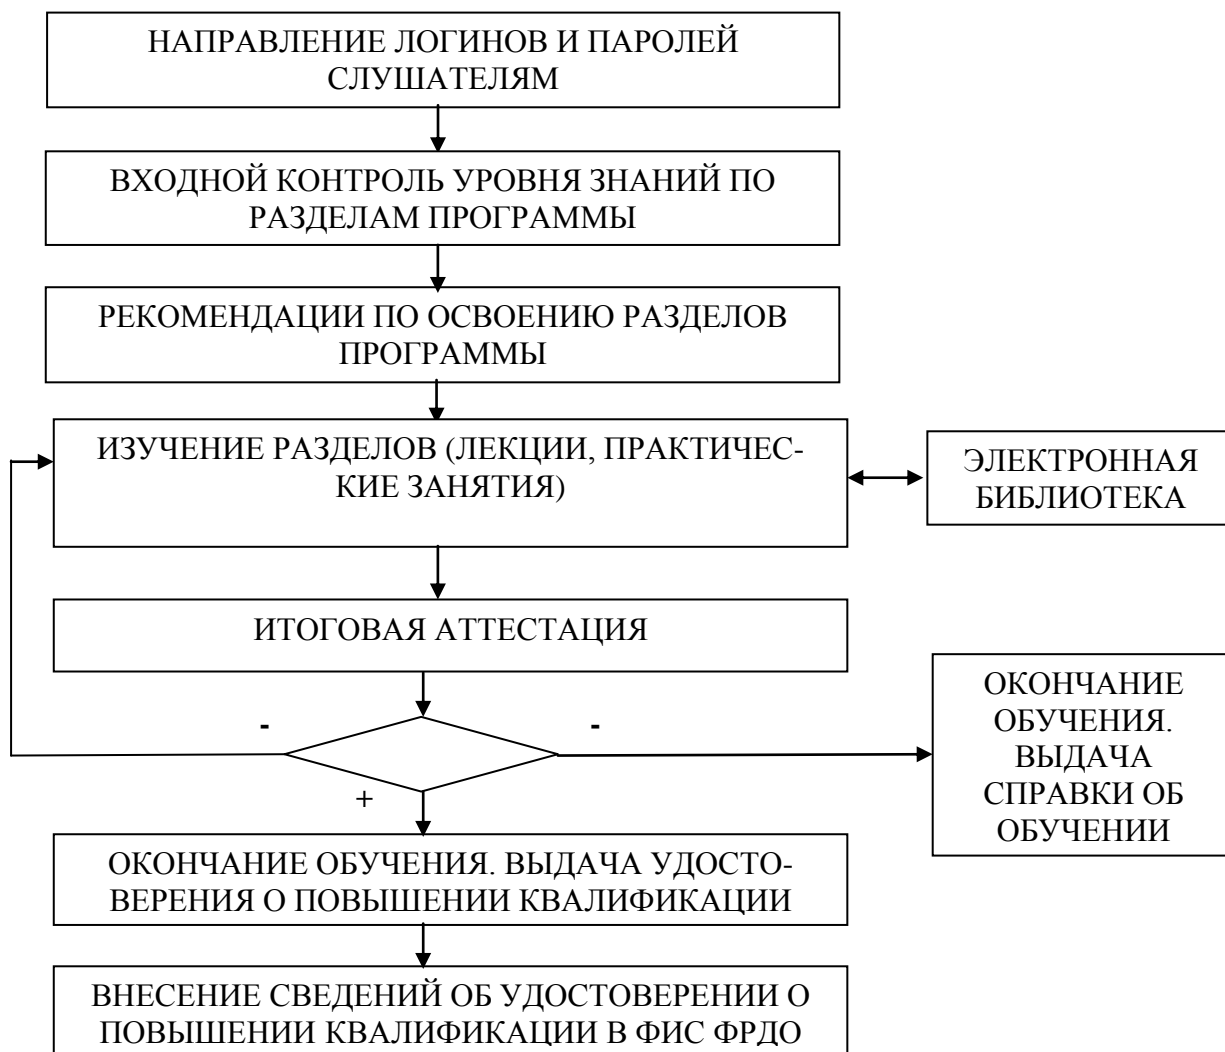 НАПРАВЛЕНИЕ ЛОГИНОВ И ПАРОЛЕЙ
СЛУШАТЕЛЯМ
ВХОДНОЙ КОНТРОЛЬ УРОВНЯ ЗНАНИЙ ПО
РАЗДЕЛАМ ПРОГРАММЫ
РЕКОМЕНДАЦИИ ПО ОСВОЕНИЮ РАЗДЕЛОВ
ПРОГРАММЫ
ИЗУЧЕНИЕ РАЗДЕЛОВ (ЛЕКЦИИ, ПРАКТИЧЕС-
КИЕ ЗАНЯТИЯ)
ЭЛЕКТРОННАЯ
БИБЛИОТЕКА
ИТОГОВАЯ АТТЕСТАЦИЯ
-
-
ОКОНЧАНИЕ
ОБУЧЕНИЯ.
ВЫДАЧА
СПРАВКИ ОБ
ОБУЧЕНИИ
+
ОКОНЧАНИЕ ОБУЧЕНИЯ. ВЫДАЧА УДОСТО-
ВЕРЕНИЯ О ПОВЫШЕНИИ КВАЛИФИКАЦИИ
ВНЕСЕНИЕ СВЕДЕНИЙ ОБ УДОСТОВЕРЕНИИ О
ПОВЫШЕНИИ КВАЛИФИКАЦИИ В ФИС ФРДО